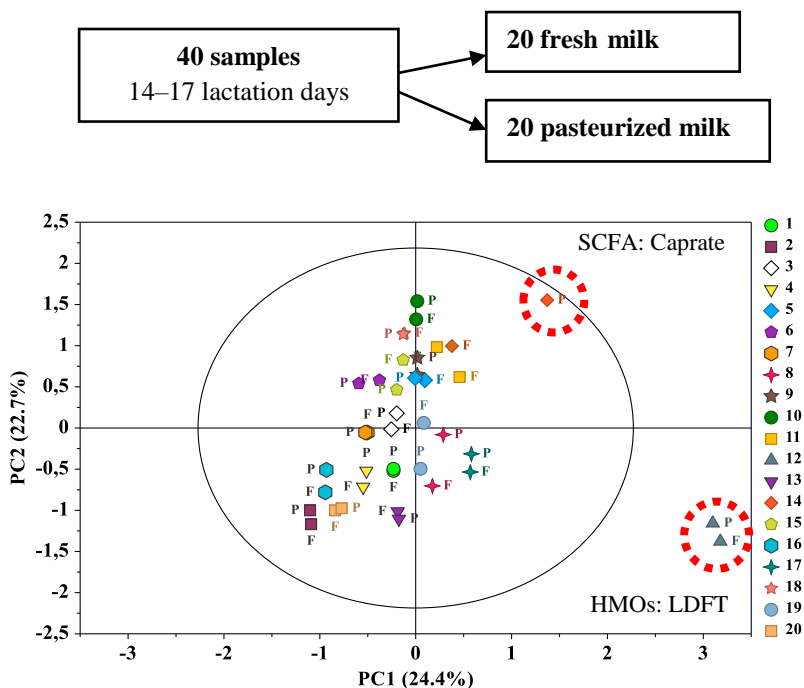 40 samples
14–17 lactation days
20 fresh milk
20 pasteurized milk
2,5
2
1,5
1
0,5
0
-0,5
-1
-1,5
-2
-2,5
PC2 (22.7%)
-3
-2
-1
0
1
2
3
PC1 (24.4%)
SCFA: Caprate
HMOs: LDFT
P
F
P
F
P
F
P
F
F
P
F
P
F
P
F
P
F
P
F
P
F
P
P
P
P
F
P
P
F
F
F
F
P
F
P
F
F
P
P
F
1
2
3
4
5
6
7
8
9
10
11
12
13
14
15
16
17
18
19
20